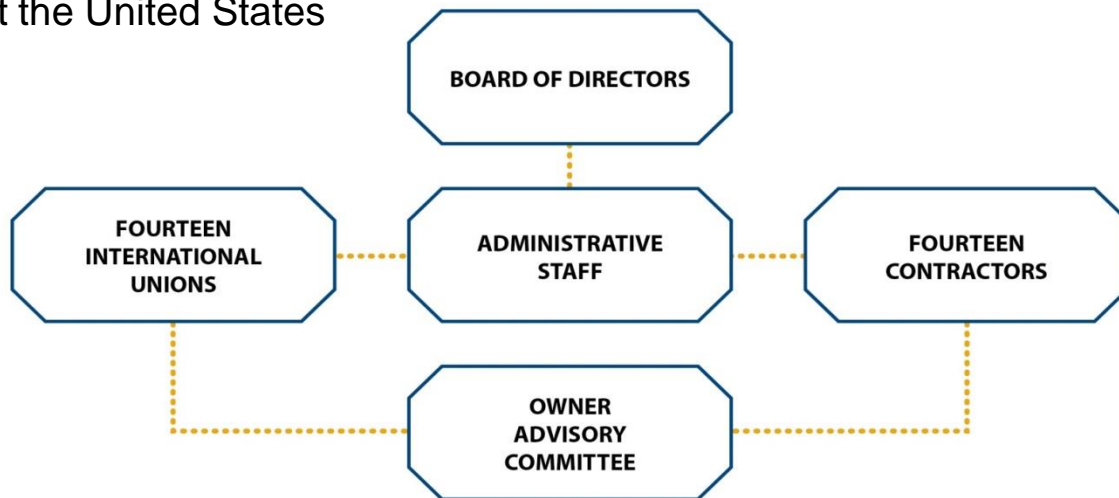 t the United States
BOARD OF DIRECTORS
FOURTEEN
INTERNATIONAL
UNIONS
ADMINISTRATIVE
STAFF
FOURTEEN
CONTRACTORS
OWNER
ADVISORY
COMMITTEE